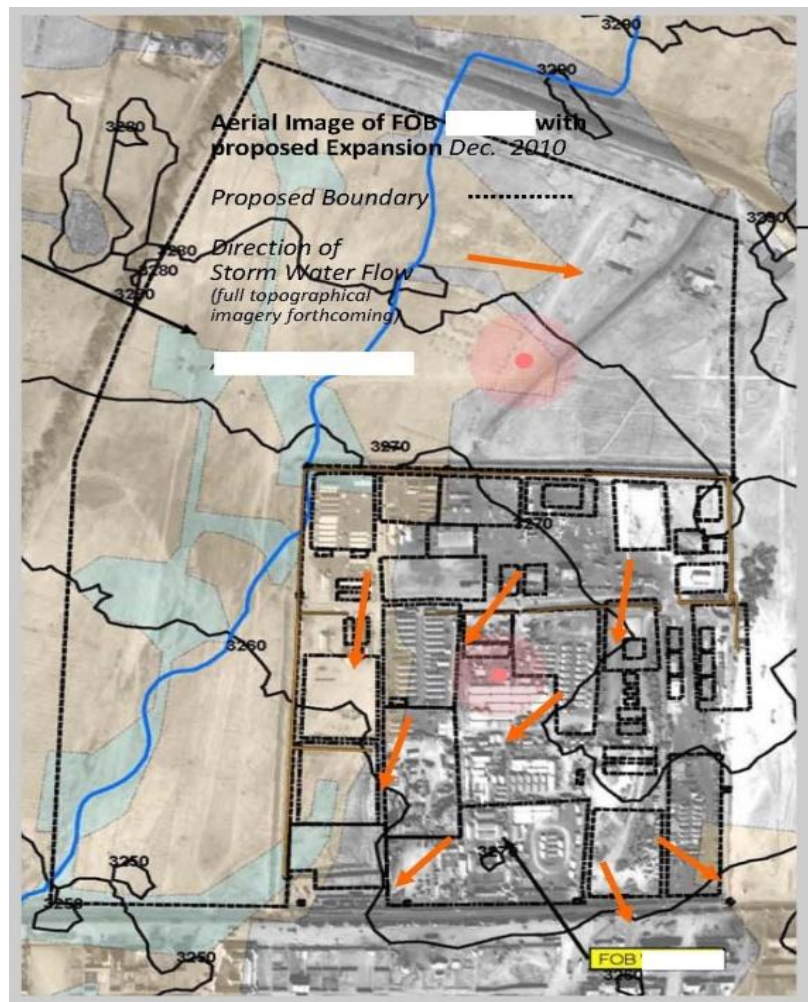 3290
3290
Aerial Image of FOB with
proposed Expansion Dec. 2010
3280
Proposed Boundary
3280
Direction of
Storm Water Flow
(full topographical
imagery forthcoming)
3280
3280
3270
3270
3260
3250
3250
FOB